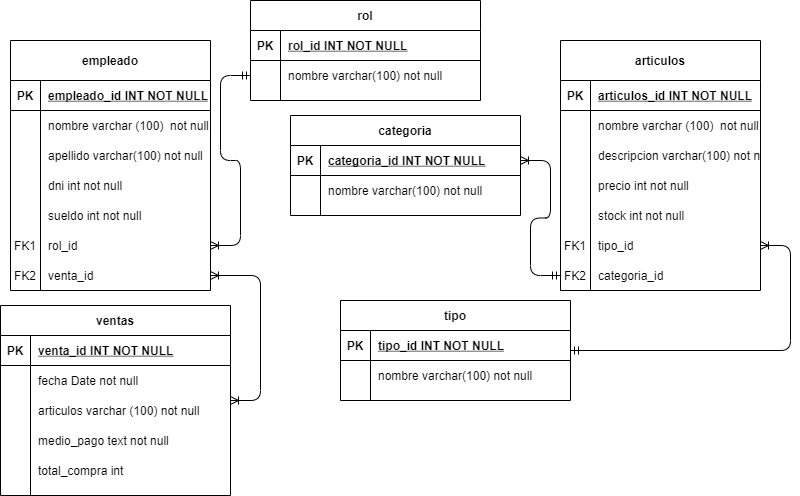 rol
PK rol_id INT NOT NULL
nombre varchar(100) not null
empleado
PK empleado_id INT NOT NULL
nombre varchar (100)  not null
apellido varchar(100) not null
dni int not null
sueldo int not null
FK1 rol_id
FK2 venta_id
categoria
PK categoria_id INT NOT NULL
nombre varchar(100) not null
articulos
PK articulos_id INT NOT NULL
nombre varchar (100)  not null
descripcion varchar(100) not n
precio int not null
stock int not null
FK1 tipo_id
FK2 categoria_id
ventas
PK venta_id INT NOT NULL
fecha Date not null
articulos varchar (100) not null
medio_pago text not null
total_compra int
tipo
PK tipo_id INT NOT NULL
nombre varchar(100) not null